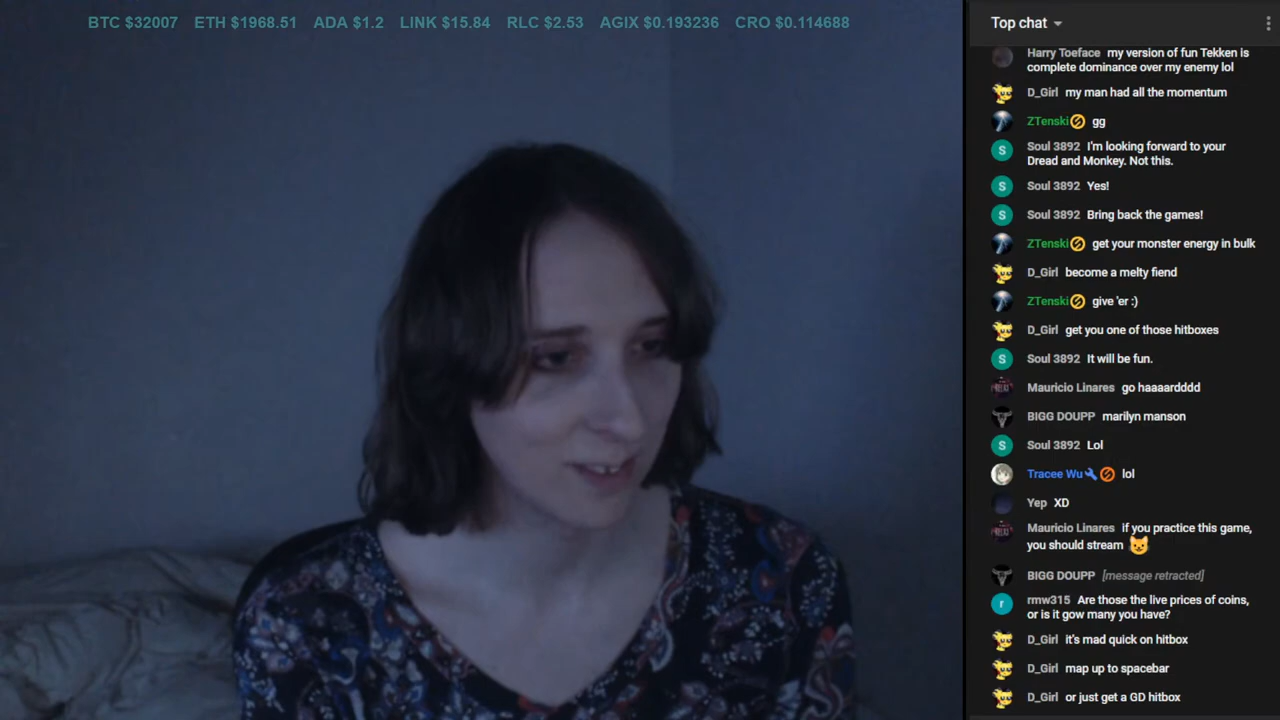 BTC $32007 ETH $1968.51 ADA $1.2 LINK $15.84 RLC $2.53 AGIX $0.193236 CRO $0.114688
Top chat
Harry Toeface my version of fun Tekken is
complete dominance over my enemy lol
D_Girl my man had all the momentum
ZTenski gg
S Soul 3892 I'm looking forward to your
Dread and Monkey. Not this.
S Soul 3892 Yes!
S Soul 3892 Bring back the games!
ZTenski get your monster energy in bulk
D_Girl become a melty fiend
ZTenski give 'er :)
D_Girl get you one of those hitboxes
S Soul 3892 It will be fun.
Mauricio Linares go haaaardddd
BIGG DOUPP marilyn manson
S Soul 3892 Lol
Tracee Wu lol
Yep XD
Mauricio Linares if you practice this game,
you should stream
BIGG DOUPP [message retracted]
r rmw315 Are those the live prices of coins,
or is it gow many you have?
D_Girl it's mad quick on hitbox
D_Girl map up to spacebar
D_Girl or just get a GD hitbox